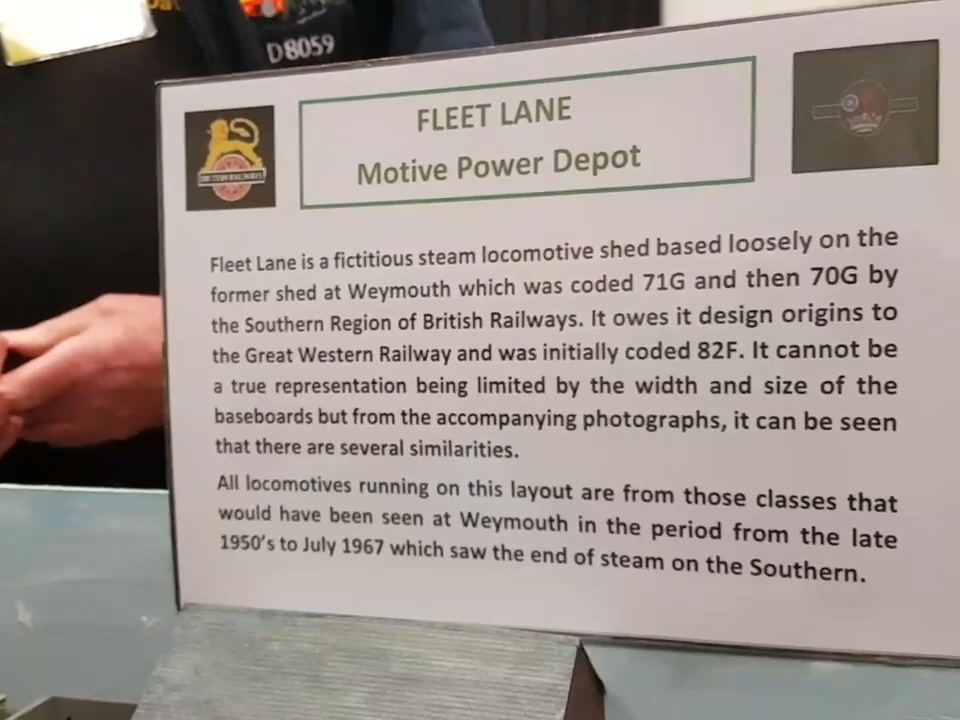 D8059
FLEET LANE
Motive Power Depot
BRITISH RAILWAYS
Fleet Lane is a fictitious steam locomotive shed based loosely on the
former shed at Weymouth which was coded 71G and then 70G by
the Southern Region of British Railways. It owes it design origins to
the Great Western Railway and was initially coded 82F. It cannot be
a true representation being limited by the width and size of the
baseboards but from the accompanying photographs, it can be seen
that there are several similarities.
All locomotives running on this layout are from those classes that
would have been seen at Weymouth in the period from the late
1950's to July 1967 which saw the end of steam on the Southern.